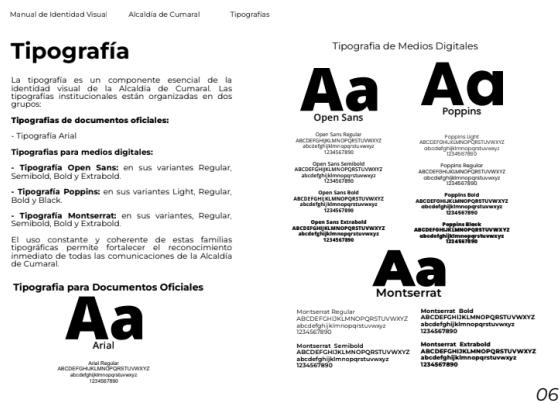 Manual de Identidad Visual Alcaldía de Cumaral Tipografías
Tipografía
La tipografía es un componente esencial de la
identidad visual de la Alcaldía de Cumaral. Las
tipografías institucionales están organizadas en dos
grupos:
Tipografías de documentos oficiales:
- Tipografía Arial
Tipografías para medios digitales:
- Tipografía Open Sans: en sus variantes Regular,
Semibold, Bold y Extrabold.
- Tipografía Poppins: en sus variantes Light, Regular,
Bold y Black.
- Tipografía Montserrat: en sus variantes, Regular,
Semibold, Bold y Extrabold.
El uso constante y coherente de estas familias
tipográficas permite fortalecer el reconocimiento
inmediato de todas las comunicaciones de la Alcaldía
de Cumaral.
Tipografia para Documentos Oficiales
Aa
Arial
Arial Regular
ABCDEFGHIJKLMNOPQRSTUVWXYZ
abcdefghijklmnopqrstuvwxyz
1234567890
Tipografia de Medios Digitales
Aa
Open Sans
Open Sans Regular
ABCDEFGHIJKLMNOPQRSTUVWXYZ
abcdefghijklmnopqrstuvwxyz
1234567890
Open Sans Semibold
ABCDEFGHIJKLMNOPQRSTUVWXYZ
abcdefghijklmnopqrstuvwxyz
1234567890
Open Sans Bold
ABCDEFGHIJKLMNOPQRSTUVWXYZ
abcdefghijklmnopqrstuvwxyz
1234567890
Open Sans Extrabold
ABCDEFGHIJKLMNOPQRSTUVWXYZ
abcdefghijklmnopqrstuvwxyz
1234567890
Aa
Poppins
Poppins Light
ABCDEFGHIJKLMNOPQRSTUVWXYZ
abcdefghijklmnopqrstuvwxyz
1234567890
Poppins Regular
ABCDEFGHIJKLMNOPQRSTUVWXYZ
abcdefghijklmnopqrstuvwxyz
1234567890
Poppins Bold
ABCDEFGHIJKLMNOPQRSTUVWXYZ
abcdefghijklmnopqrstuvwxyz
1234567890
Poppins Black
ABCDEFGHIJKLMNOPQRSTUVWXYZ
abcdefghijklmnopqrstuvwxyz
1234567890
Aa
Montserrat
Montserrat Regular
ABCDEFGHIJKLMNOPQRSTUVWXYZ
abcdefghijklmnopqrstuvwxyz
1234567890
Montserrat Semibold
ABCDEFGHIJKLMNOPQRSTUVWXYZ
abcdefghijklmnopqrstuvwxyz
1234567890
Montserrat Bold
ABCDEFGHIJKLMNOPQRSTUVWXYZ
abcdefghijklmnopqrstuvwxyz
1234567890
Montserrat Extrabold
ABCDEFGHIJKLMNOPQRSTUVWXYZ
abcdefghijklmnopqrstuvwxyz
1234567890
06